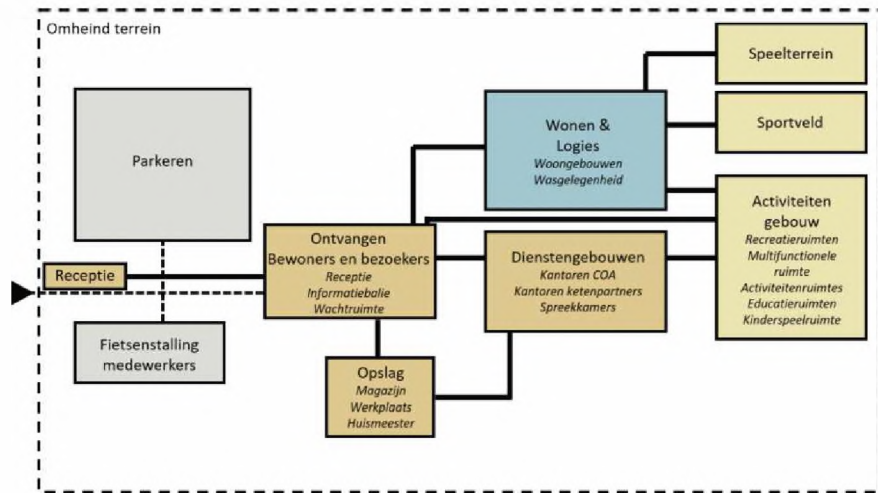 Omheind terrein
Parkeren
Receptie
Fietsenstalling
medewerkers
Ontvangen
Bewoners en bezoekers
Receptie
Informatiebalie
Wachtruimte
Opslag
Magazijn
Werkplaats
Huismeester
Wonen &
Logies
Woongebouwen
Wasgelegenheid
Dienstengebouwen
Kantoren COA
Kantoren ketenpartners
Spreekkamers
Speelterrein
Sportveld
Activiteiten
gebouw
Recreatieruimten
Multifunctionele
ruimte
Activiteitenruimtes
Educatieruimten
Kinderspeelruimte